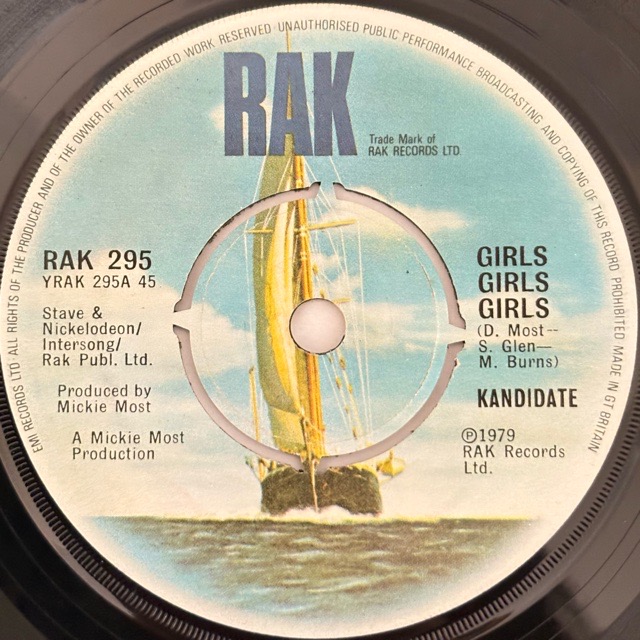 EMI RECORDS LTD· ALL RIGHTS OF THE PRODUCER AND OF THE OWNER OF THE RECORDED WORK RESERVED ·UNAUTHORISED PUBLIC PERFORMANCE BROADCASTING AND COPYING OF THIS RECORD PROHIBITED MADE IN GT BRITAIN
RAK
Trade Mark of
RAK RECORDS LTD
RAK 295
YRAK 295A 45
Stave &
Nickelodeon/
Intersong/
Rak Publ. Ltd.
Produced by
Mickie Most
A Mickie Most
Production
GIRLS
GIRLS
GIRLS
(D. Most--
S. Glen—
M. Burns)
KANDIDATE
℗1979
RAK Records
Ltd.